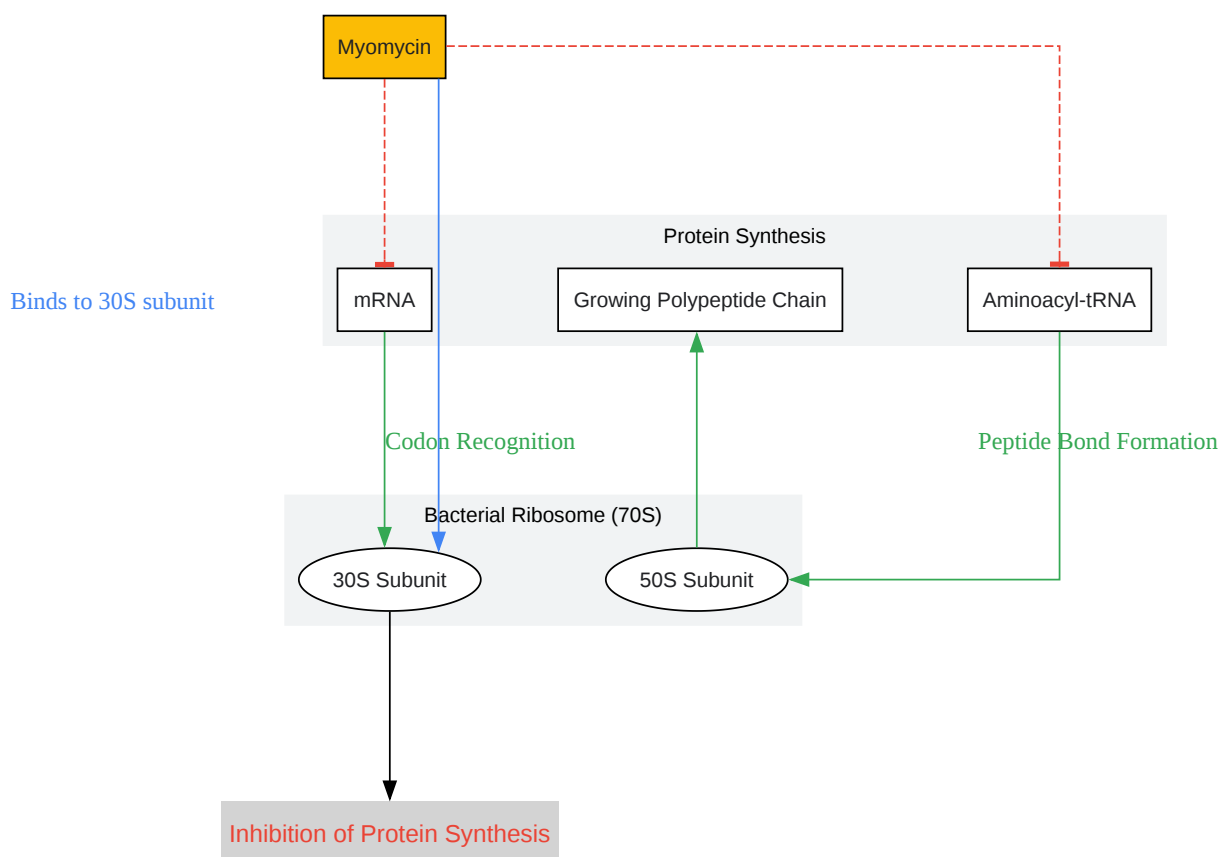 Myomycin
Protein Synthesis
Binds to 30S subunit
mRNA
Growing Polypeptide Chain
Aminoacyl-tRNA
Codon Recognition
Peptide Bond Formation
Bacterial Ribosome (70S)
30S Subunit
50S Subunit
Inhibition of Protein Synthesis